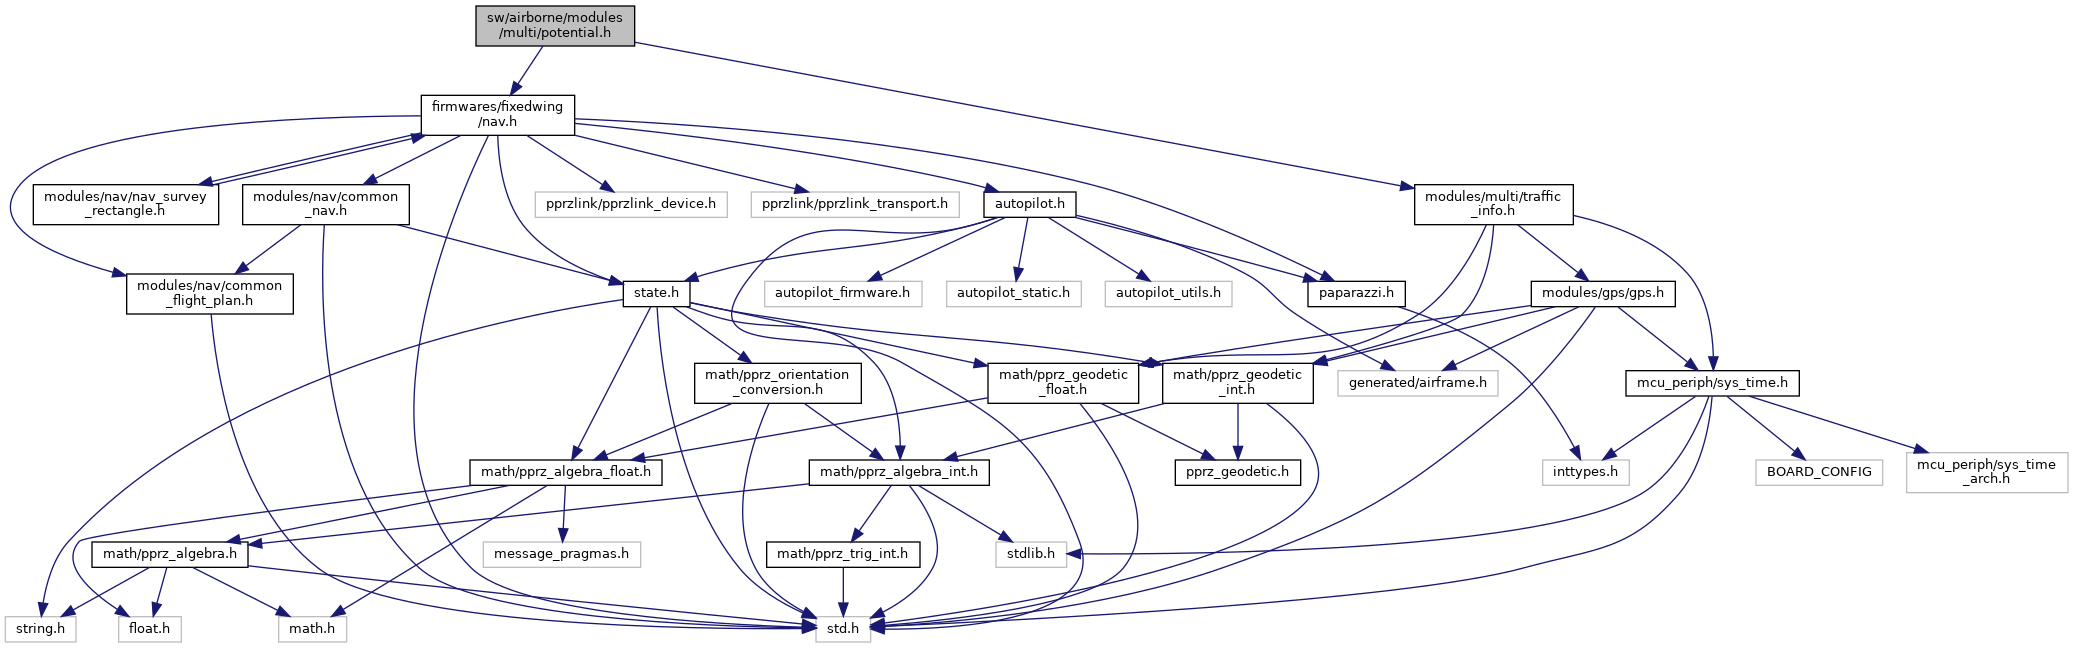 sw/airborne/modules
/multi/potential.h
firmwares/fixedwing
/nav.h
modules/nav/nav_survey
_rectangle.h
modules/nav/common
_nav.h
pprzlink/pprzlink_device.h
pprzlink/pprzlink_transport.h
autopilot.h
modules/multi/traffic
_info.h
modules/nav/common
_flight_plan.h
state.h
autopilot_firmware.h
autopilot_static.h
autopilot_utils.h
paparazzi.h
modules/gps/gps.h
math/pprz_orientation
_conversion.h
math/pprz_geodetic
_float.h
math/pprz_geodetic
_int.h
generated/airframe.h
mcu_periph/sys_time.h
math/pprz_algebra_float.h
math/pprz_algebra_int.h
pprz_geodetic.h
inttypes.h
BOARD_CONFIG
mcu_periph/sys_time
_arch.h
math/pprz_algebra.h
message_pragmas.h
math/pprz_trig_int.h
stdlib.h
string.h
float.h
math.h
std.h